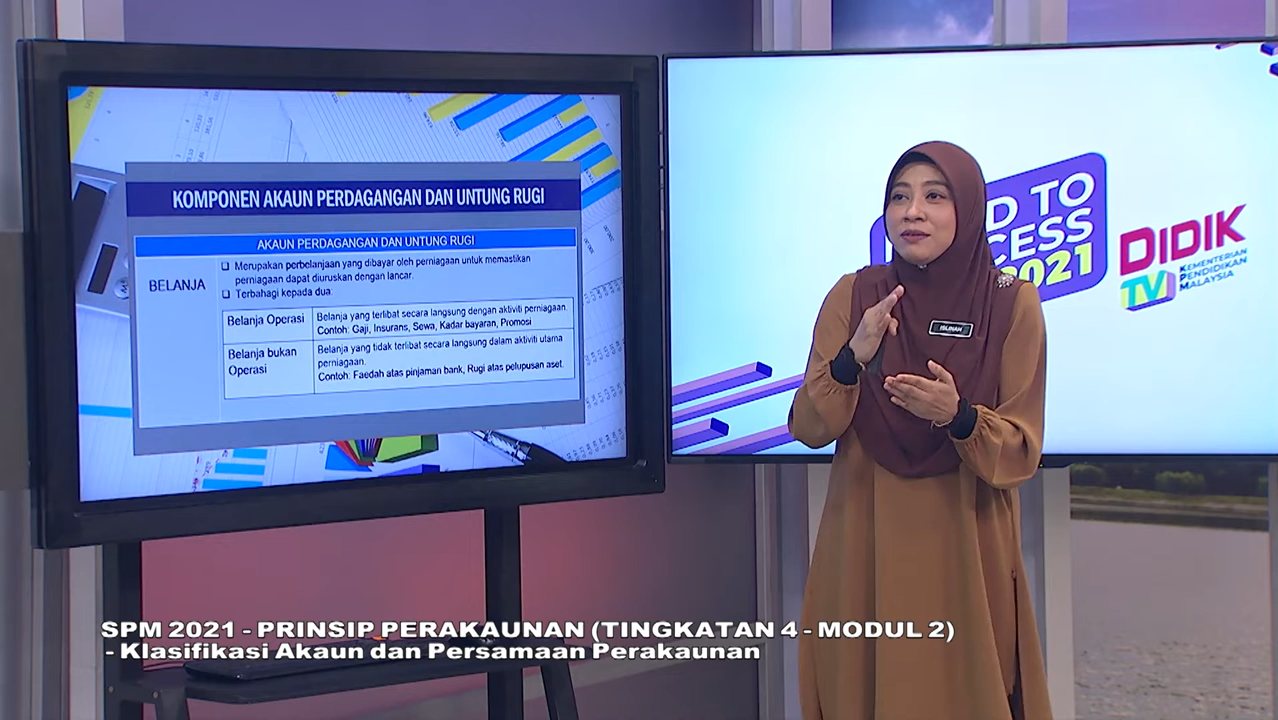 KOMPONEN AKAUN PERDAGANGAN DAN UNTUNG RUGI
AKAUN PERDAGANGAN DAN UNTUNG RUGI
BELANJA
❑ Merupakan perbelanjaan yang dibayar oleh perniagaan untuk memastikan
perniagaan dapat diuruskan dengan lancar.
❑ Terbahagi kepada dua:
Belanja Operasi
Belanja yang terlibat secara langsung dengan aktiviti perniagaan.
Contoh: Gaji, Insurans, Sewa, Kadar bayaran, Promosi
Belanja bukan
Operasi
Belanja yang tidak terlibat secara langsung dalam aktiviti utama
perniagaan.
Contoh: Faedah atas pinjaman bank, Rugi atas pelupusan aset.
D TO
CESS
2021
DIDIK
TV
KEMENTERIAN
PENDIDIKAN
MALAYSIA
SPM 2021 - PRINSIP PERAKAUNAN (TINGKATAN 4 - MODUL 2)
- Klasifikasi Akaun dan Persamaan Perakaunan